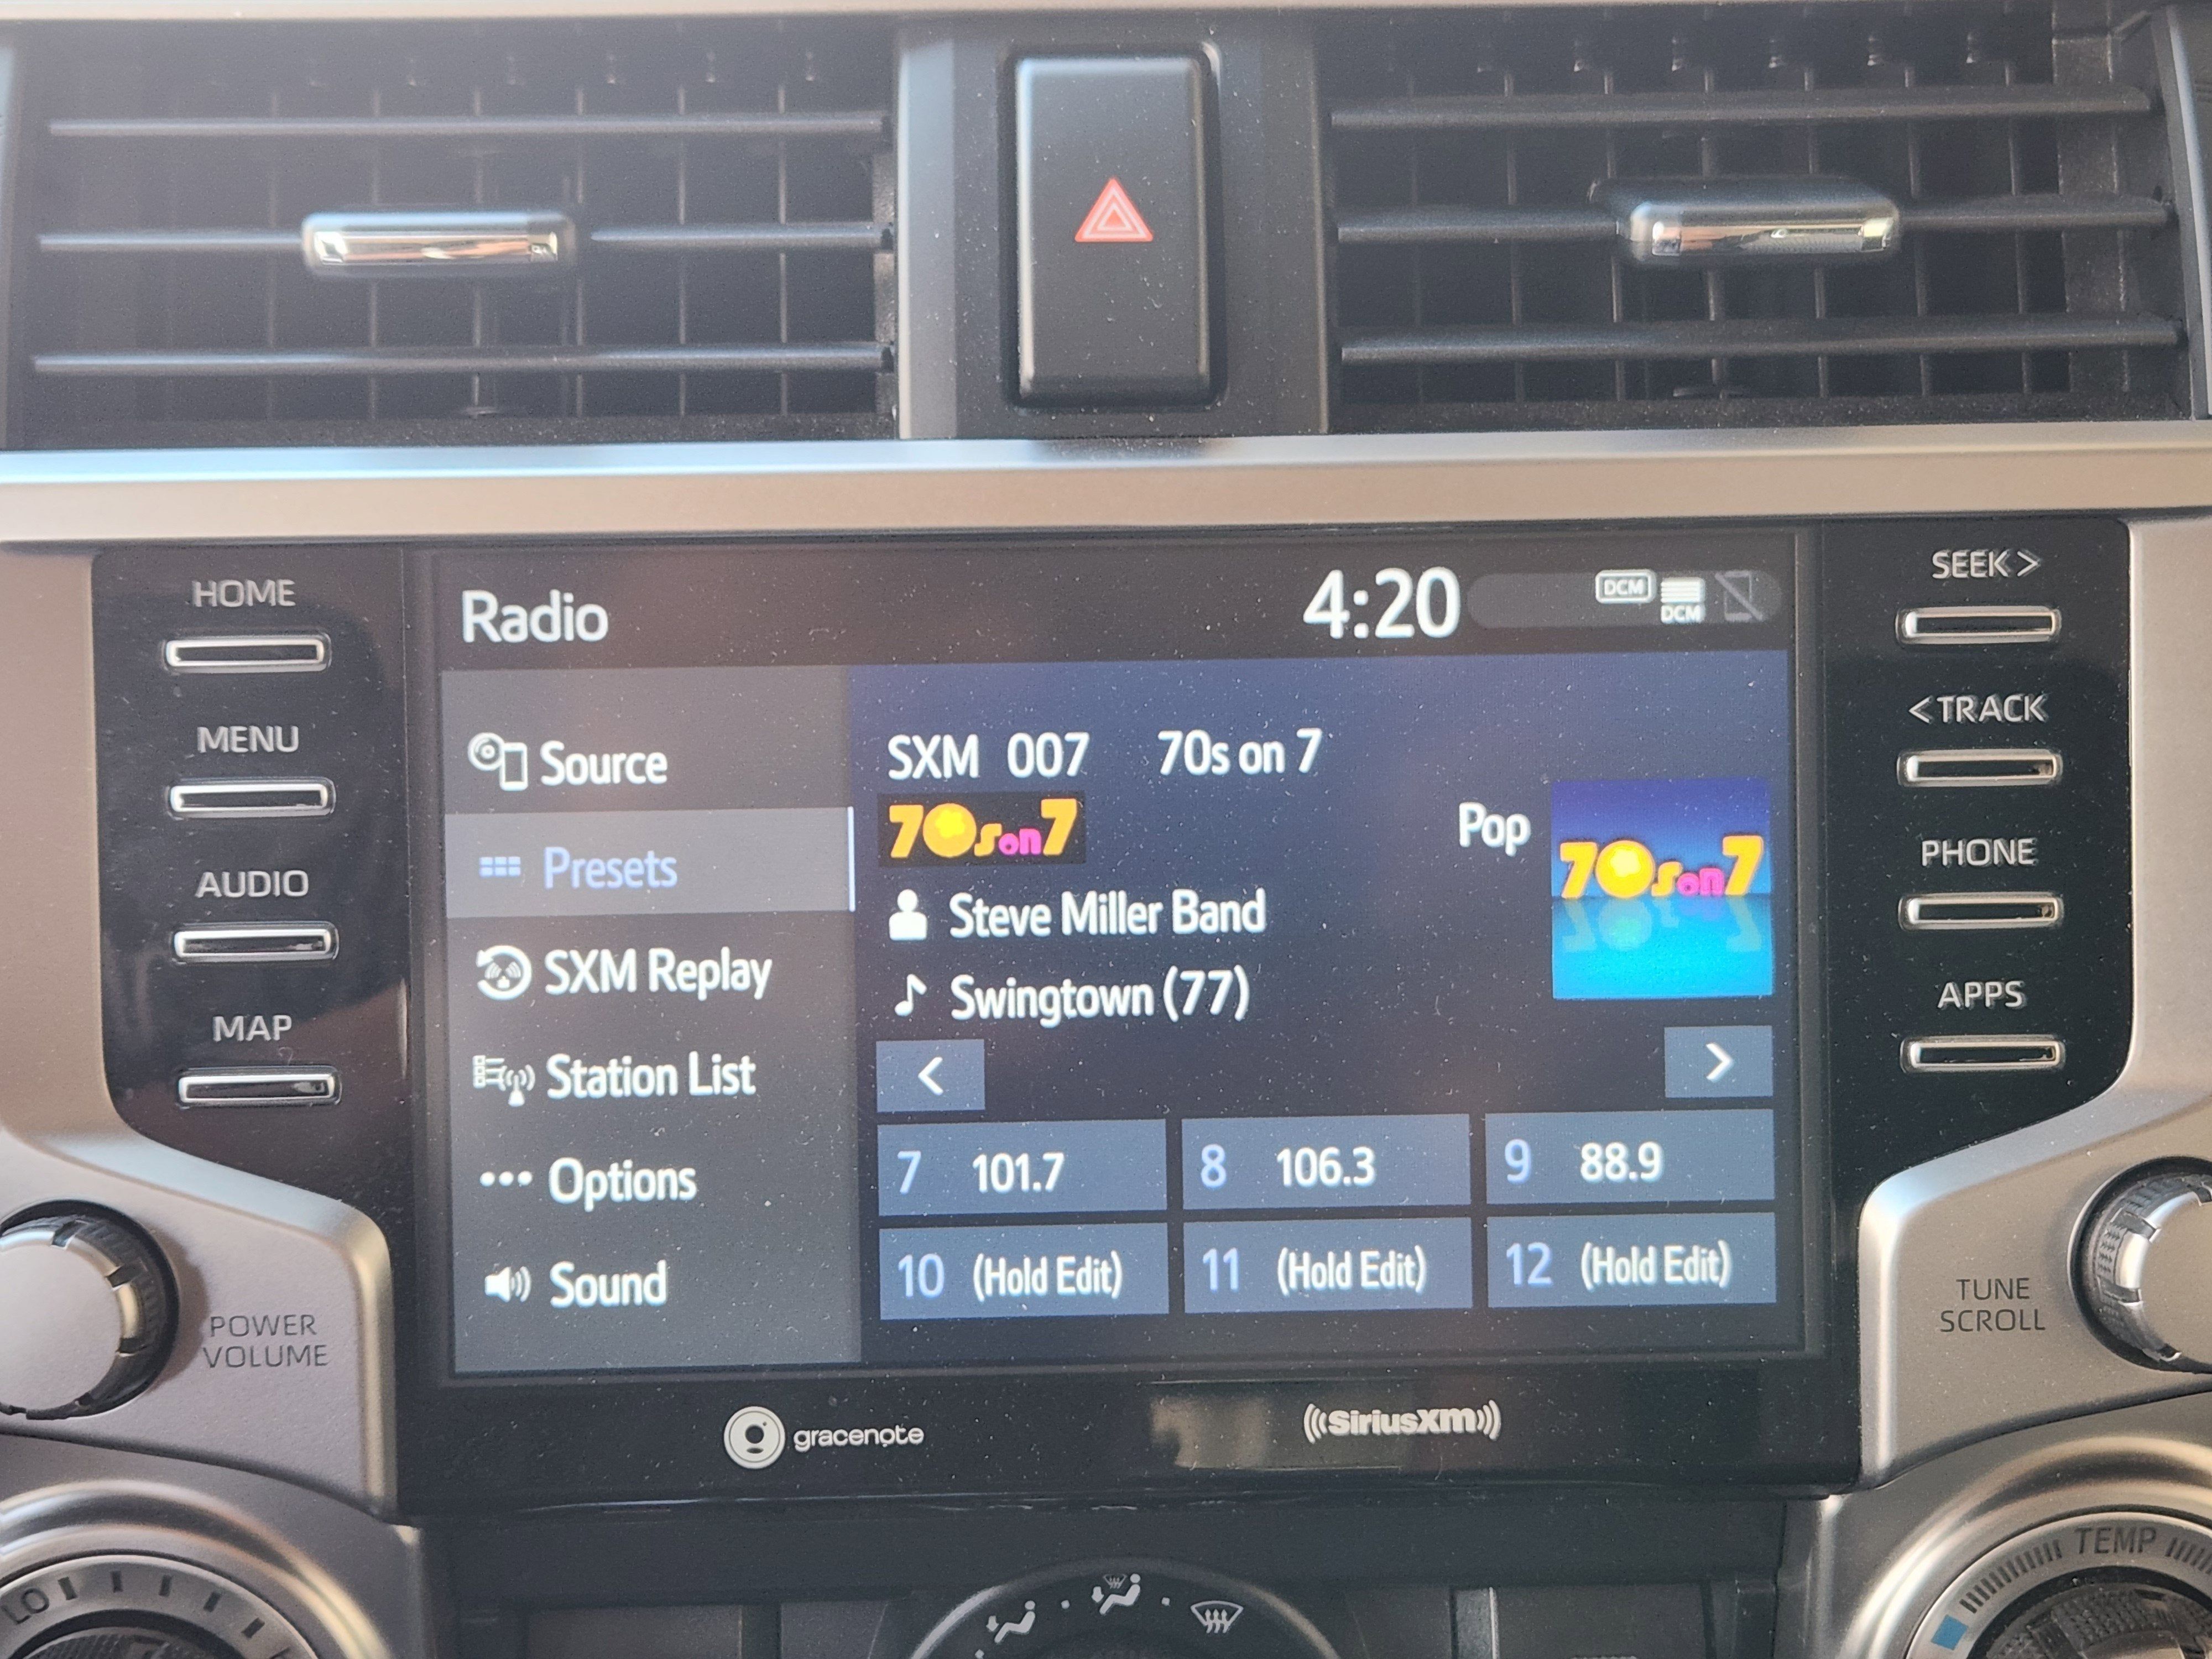 HOME
MENU
AUDIO
MAP
POWER
VOLUME
Radio
4:20
DCM
DCM
Source
Presets
SXM Replay
Station List
Options
Sound
SXM 007 70s on 7
70s on 7
Pop
70s on 7
Steve Miller Band
Swingtown (77)
<
>
7 101.7
8 106.3
9 88.9
10 (Hold Edit)
11 (Hold Edit)
12 (Hold Edit)
gracenote
((SiriusXM))
SEEK >
< TRACK
PHONE
APPS
TUNE
SCROLL
LO
TEMP